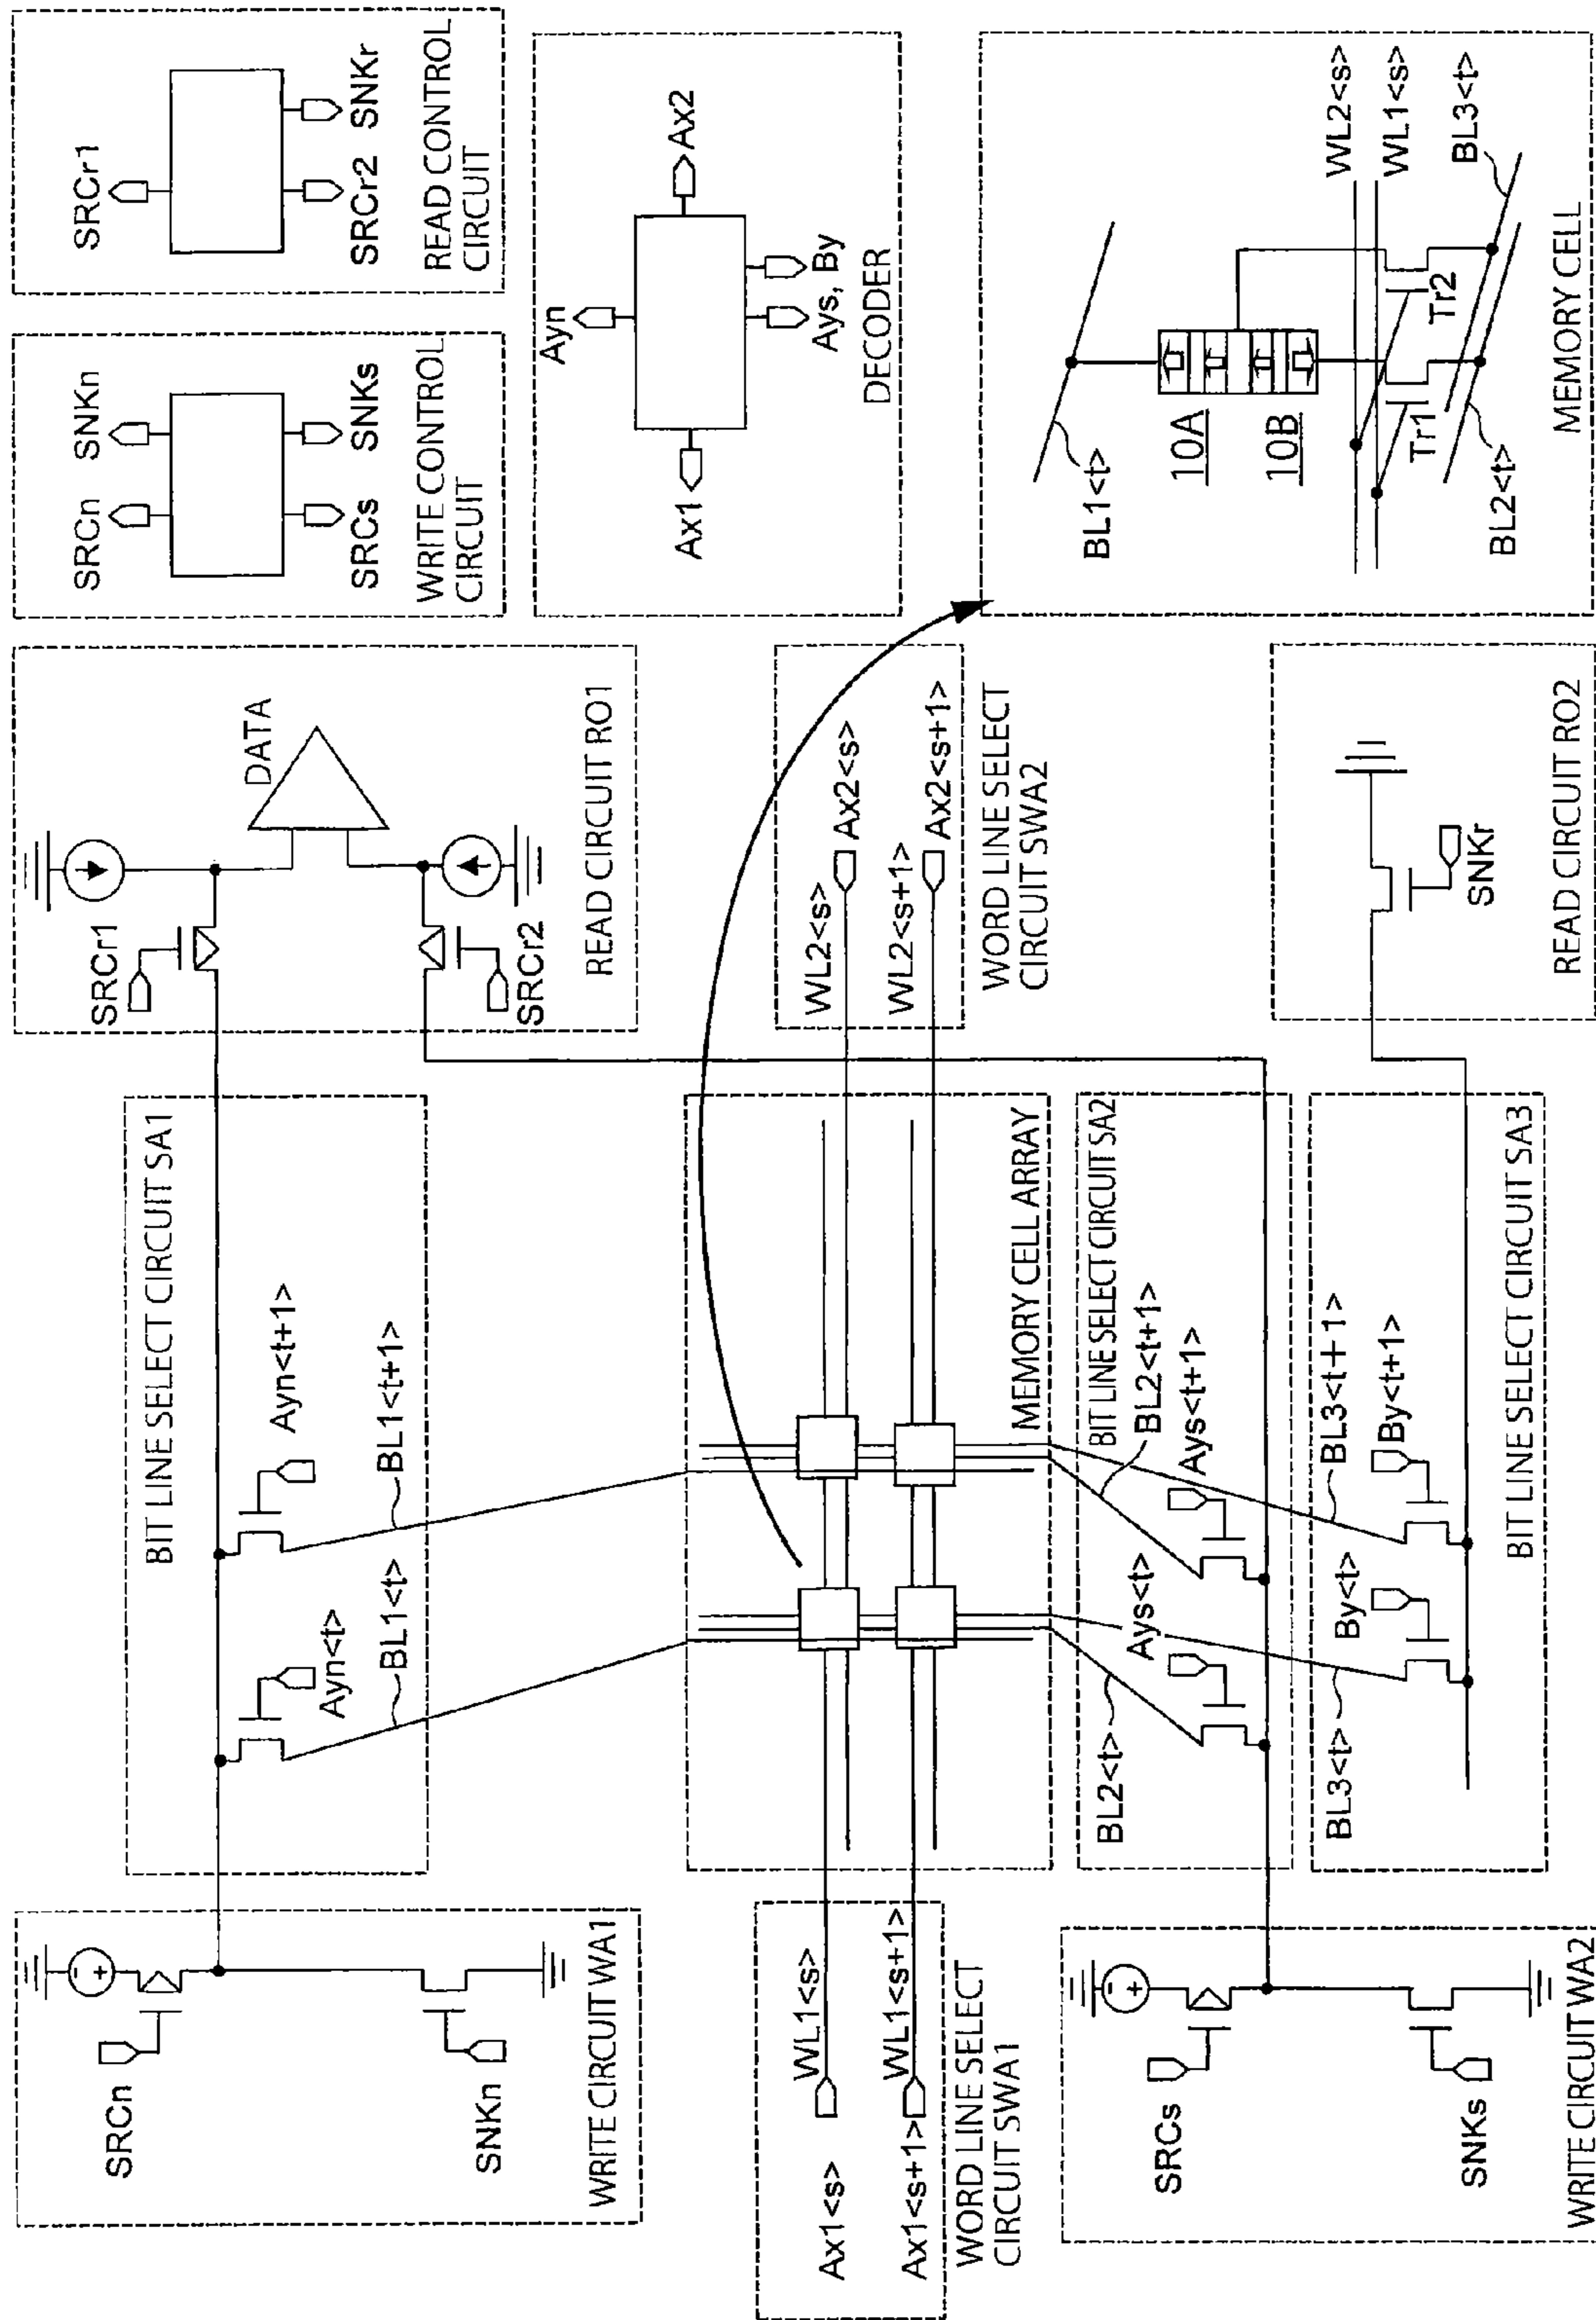 WRITE CIRCUIT WA1
SRCn
SNKn
BIT LINE SELECT CIRCUIT SA1
Ayn<t>
BL1<t>
Ayn<t+1>
BL1<t+1>
READ CIRCUIT RO1
SRCr1
SRCr2
DATA
WRITE CONTROL
CIRCUIT
SRCn
SNKn
SRCs
SNKs
READ CONTROL
CIRCUIT
SRCr1
SRCr2
SNKr
DECODER
Ayn
Ax1
Ax2
Ays, By
WORD LINE SELECT
CIRCUIT SWA1
Ax1<s>
WL1<s>
Ax1<s+1>
WL1<s+1>
MEMORY CELL ARRAY
WORD LINE SELECT
CIRCUIT SWA2
WL2<s>
Ax2<s>
WL2<s+1>
Ax2<s+1>
WRITE CIRCUIT WA2
SRCs
SNKs
BIT LINE SELECT CIRCUIT SA2
BL2<t>
Ays<t>
BL2<t+1>
Ays<t+1>
BIT LINE SELECT CIRCUIT SA3
BL3<t>
By<t>
BL3<t+1>
By<t+1>
READ CIRCUIT RO2
SNKr
MEMORY CELL
BL1<t>
10A
10B
WL2<s>
WL1<s>
Tr1
Tr2
BL2<t>
BL3<t>